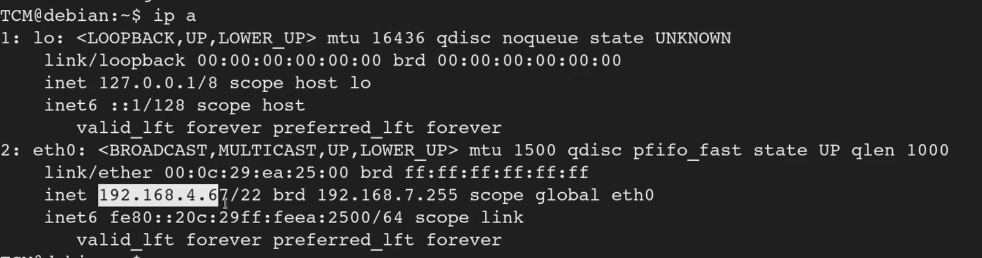 TCM@debian:~$ ip a
1: lo: <LOOPBACK,UP,LOWER_UP> mtu 16436 qdisc noqueue state UNKNOWN
    link/loopback 00:00:00:00:00:00 brd 00:00:00:00:00:00
    inet 127.0.0.1/8 scope host lo
    inet6 ::1/128 scope host
       valid_lft forever preferred_lft forever
2: eth0: <BROADCAST,MULTICAST,UP,LOWER_UP> mtu 1500 qdisc pfifo_fast state UP qlen 1000
    link/ether 00:0c:29:ea:25:00 brd ff:ff:ff:ff:ff:ff
    inet 192.168.4.67/22 brd 192.168.7.255 scope global eth0
    inet6 fe80::20c:29ff:feea:2500/64 scope link
       valid_lft forever preferred_lft forever